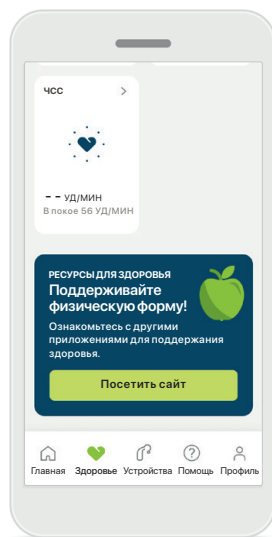 ЧСС
-- УД/МИН
В покое 56 УД/МИН
РЕСУРСЫ ДЛЯ ЗДОРОВЬЯ
Поддерживайте
физическую форму!
Ознакомьтесь с другими
приложениями для поддержания
здоровья.
Посетить сайт
Главная Здоровье Устройства Помощь Профиль